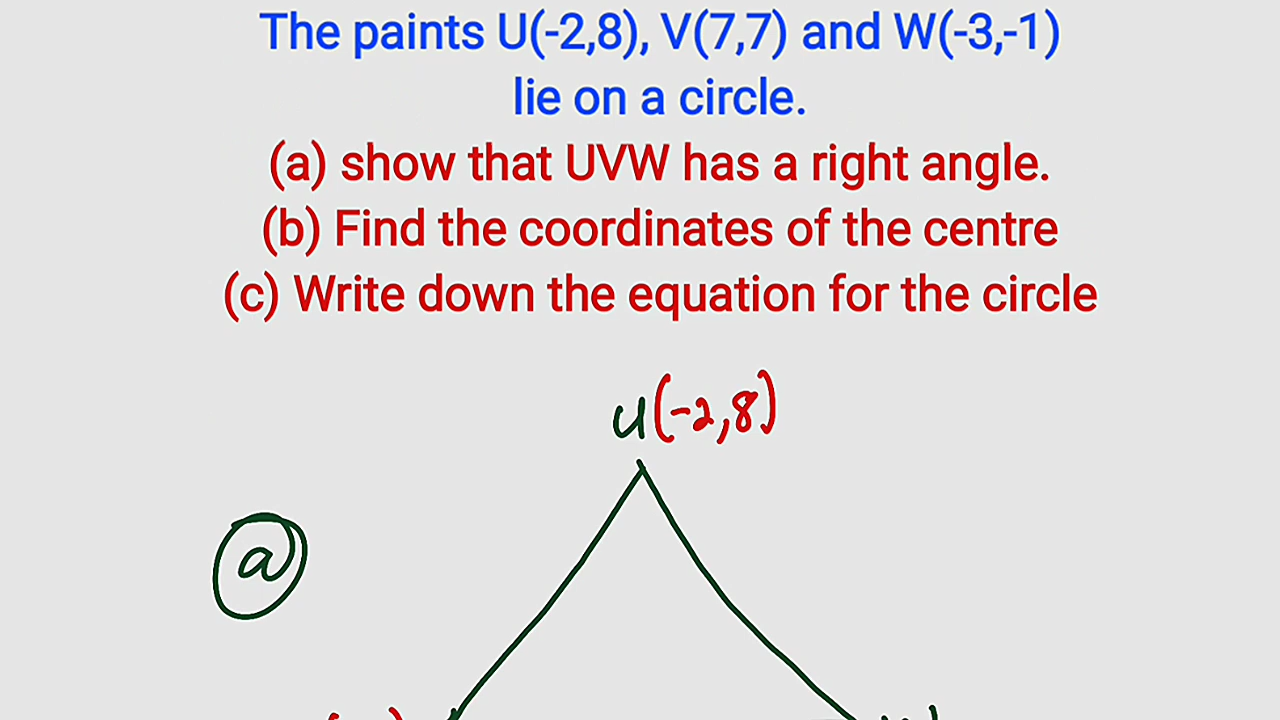 The paints U(-2,8), V(7,7) and W(-3,-1)
lie on a circle.
(a) show that UVW has a right angle.
(b) Find the coordinates of the centre
(c) Write down the equation for the circle
U(-2,8)
a